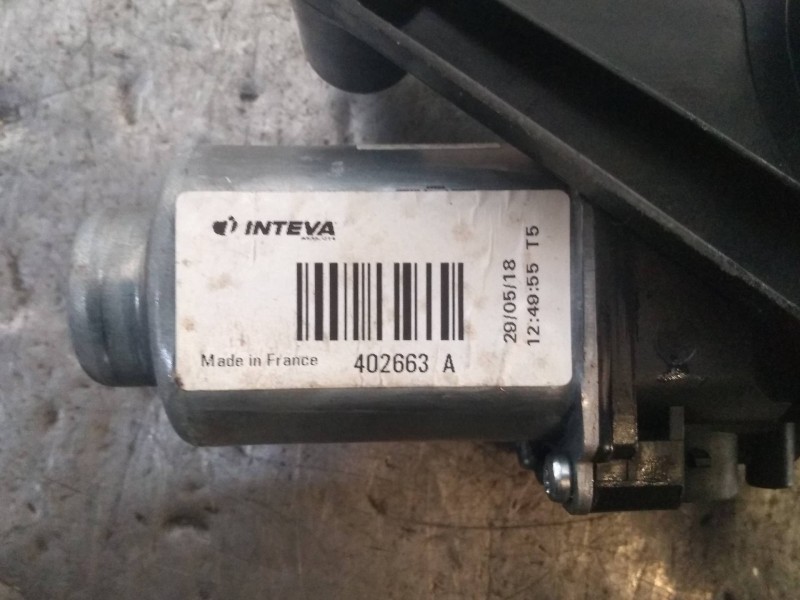 INTEVA
Made in France
402663 A
29/05/18
12:49:55 T5